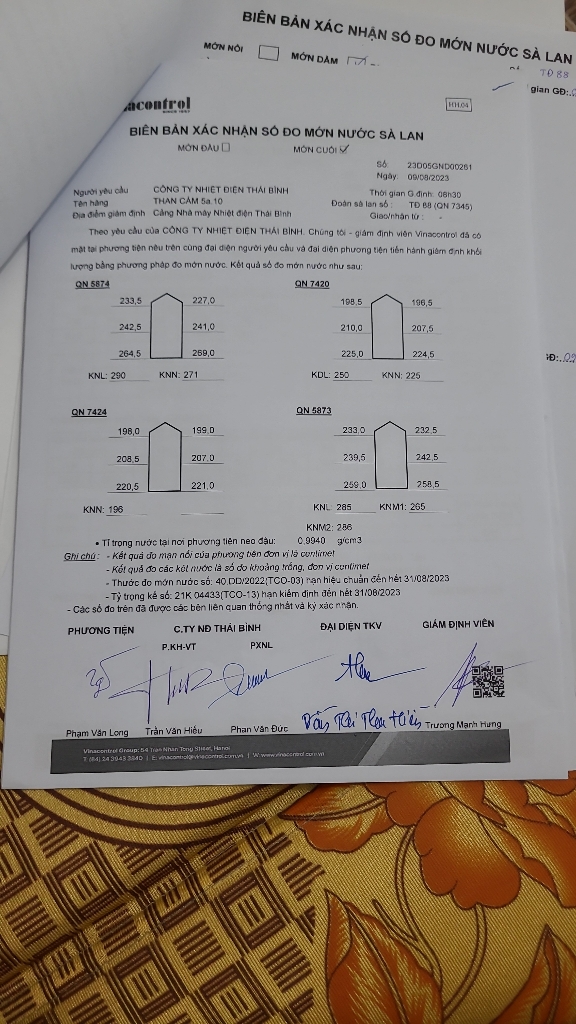 BIÊN BẢN XÁC NHẬN SỐ ĐO MỚN NƯỚC SÀ LAN
MỚN NỔI MỚN DẦM
TĐ 88
gian GĐ:
acontrol
HH.04
BIÊN BẢN XÁC NHẬN SỐ ĐO MỚN NƯỚC SÀ LAN
MỚN ĐẦU ☐ MỚN CUỐI ☑
Số: 23D05GND00261
Ngày: 09/08/2023
Người yêu cầu CÔNG TY NHIỆT ĐIỆN THÁI BÌNH Thời gian G.định: 08h30
Tên hàng THAN CÁM 5a.10 Đoàn sà lan số : TĐ 88 (QN 7345)
Địa điểm giám định Cảng Nhà máy Nhiệt điện Thái Bình Giao/nhận từ : -
Theo yêu cầu của CÔNG TY NHIỆT ĐIỆN THÁI BÌNH. Chúng tôi - giám định viên Vinacontrol đã có
mặt tại phương tiện nêu trên cùng đại diện người yêu cầu và đại diện phương tiện tiến hành giám định khối
lượng bằng phương pháp đo mớn nước. Kết quả số đo mớn nước như sau:
QN 5874 QN 7420
233,5 227,0 198,5 196,5
242,5 241,0 210,0 207,5
264,5 269,0 225,0 224,5
KNL: 290 KNN: 271 KDL: 250 KNN: 225
QN 7424 QN 5873
198,0 199,0 233,0 232,5
208,5 207,0 239,5 242,5
220,5 221,0 259,0 258,5
KNN: 196 KNL: 285 KNM1: 265
KNM2: 286
• Tỉ trọng nước tại nơi phương tiện neo đậu: 0,9940 g/cm3
Ghi chú: - Kết quả đo mạn nổi của phương tiện đơn vị là centimet
- Kết quả đo các két nước là số đo khoảng trống, đơn vị centimet
- Thước đo mớn nước số: 40.DD/2022(TCO-03) hạn hiệu chuẩn đến hết 31/08/2023
- Tỷ trọng kế số: 21K 04433(TCO-13) hạn kiểm định đến hết 31/08/2023
- Các số đo trên đã được các bên liên quan thống nhất và ký xác nhận.
PHƯƠNG TIỆN C.TY NĐ THÁI BÌNH ĐẠI DIỆN TKV GIÁM ĐỊNH VIÊN
P.KH-VT PXNL
Phạm Văn Long Trần Văn Hiếu Phan Văn Đức Trương Mạnh Hưng
Vinacontrol Group: 54 Tran Nhan Tong Street, Hanoi
T: (84) 24 3943 3840 | E: vinacontrol@vinacontrol.com.vn | W: www.vinacontrol.com.vn